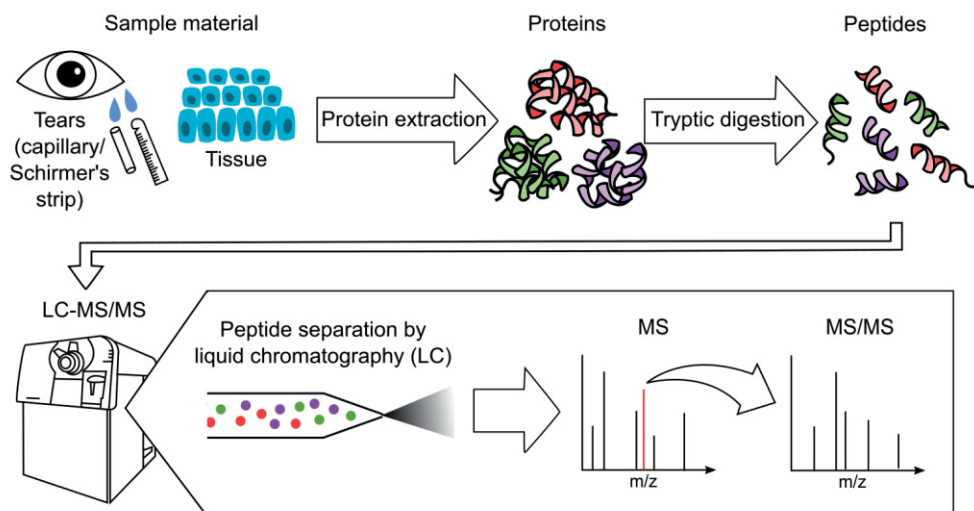 Sample material
Proteins
Peptides
Tears
(capillary/
Schirmer's
strip)
Tissue
Protein extraction
Tryptic digestion
LC-MS/MS
Peptide separation by
liquid chromatography (LC)
MS
MS/MS
m/z
m/z